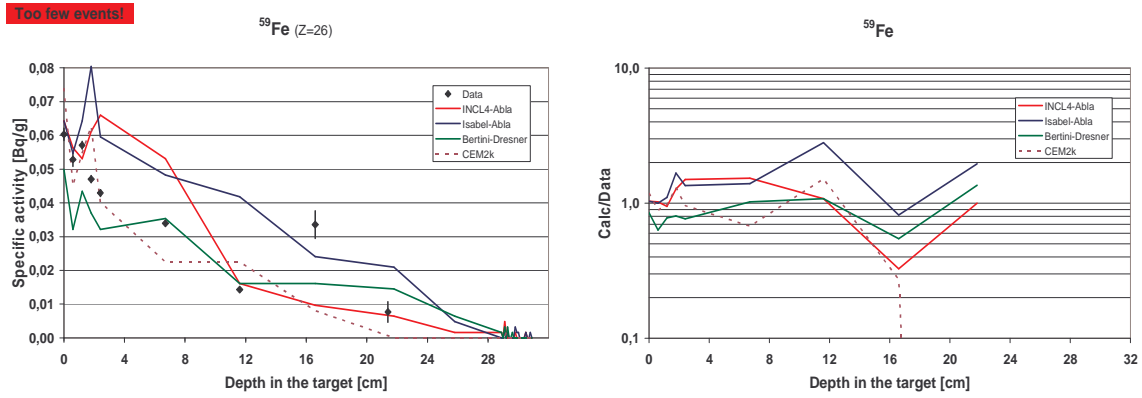 Too few events!
⁵⁹Fe (Z=26)
0,08
0,07
0,06
0,05
0,04
0,03
0,02
0,01
0,00
Specific activity [Bq/g]
Data
INCL4-Abla
Isabel-Abla
Bertini-Dresner
CEM2k
0 4 8 12 16 20 24 28
Depth in the target [cm]
⁵⁹Fe
10,0
1,0
0,1
Calc/Data
INCL4-Abla
Isabel-Abla
Bertini-Dresner
CEM2k
0 4 8 12 16 20 24 28 32
Depth in the target [cm]